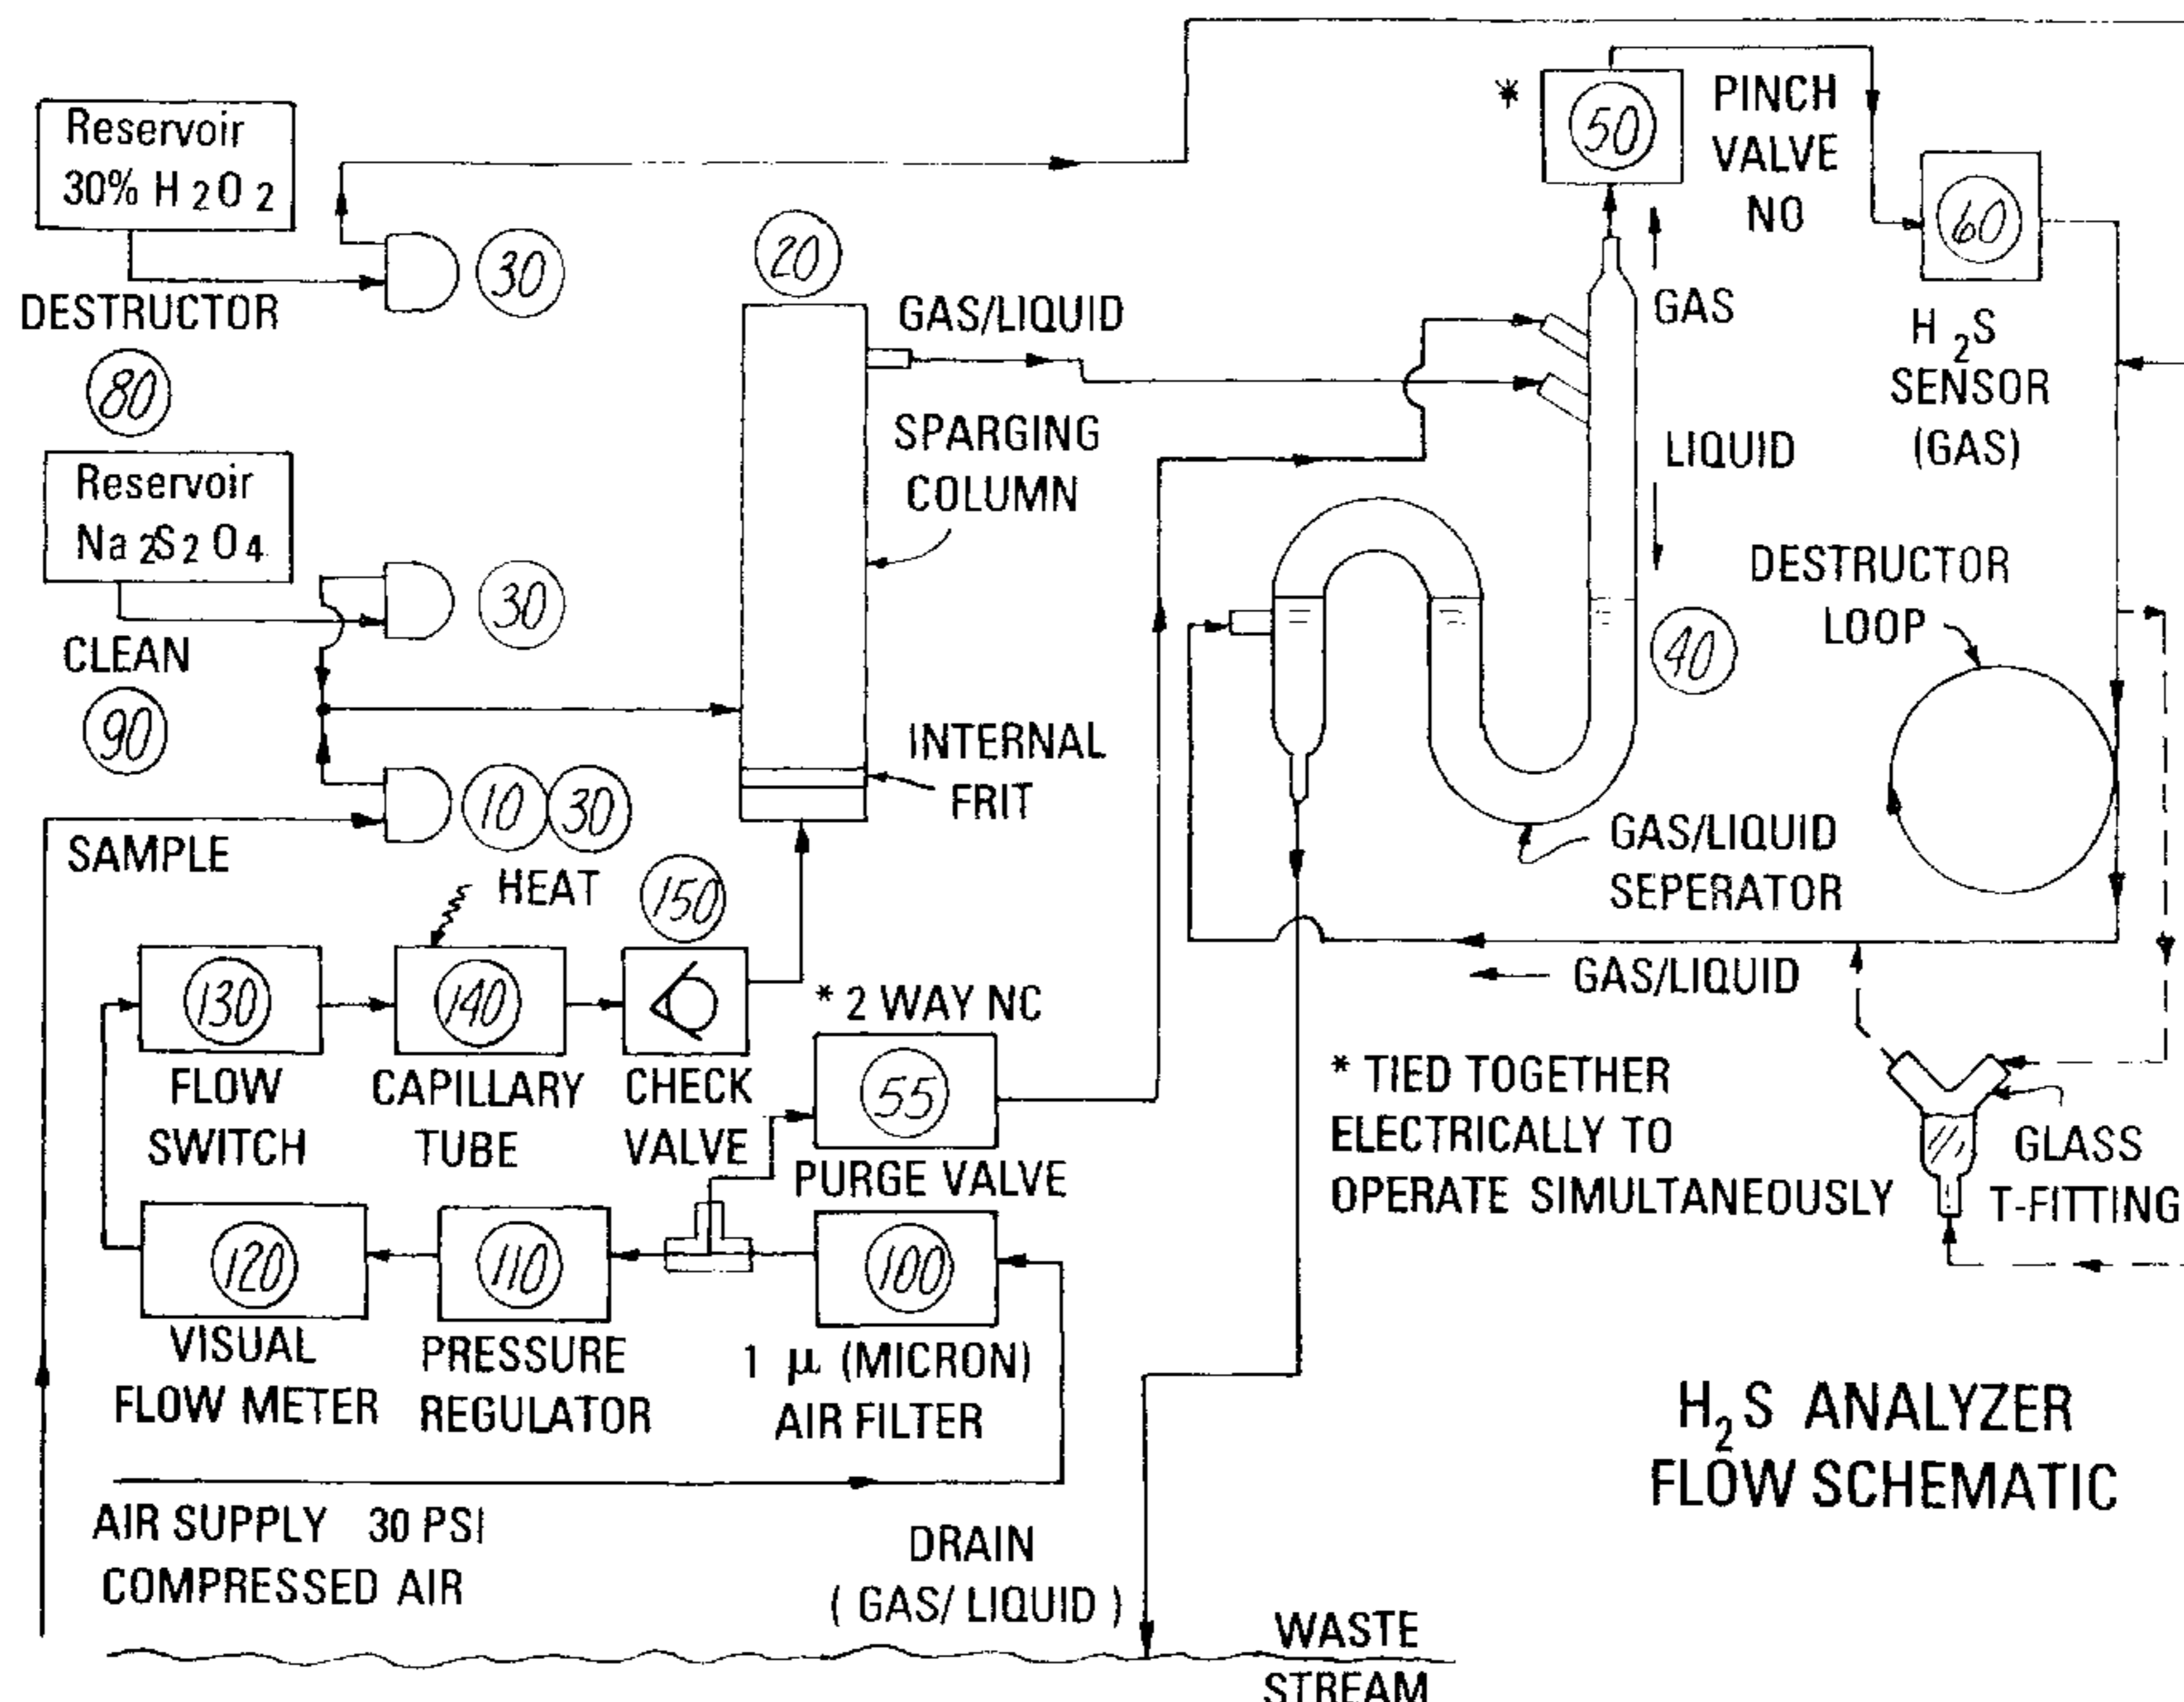 Reservoir
30% H2O2
DESTRUCTOR
80
30
Reservoir
Na2S2O4
CLEAN
90
30
SAMPLE
10 30
20
GAS/LIQUID
SPARGING
COLUMN
INTERNAL
FRIT
* 50 PINCH
VALVE
NO
60
H2S
SENSOR
(GAS)
GAS
LIQUID
40
DESTRUCTOR
LOOP
GAS/LIQUID
SEPERATOR
GAS/LIQUID
HEAT
150
130
FLOW
SWITCH
140
CAPILLARY
TUBE
CHECK
VALVE
* 2 WAY NC
55
PURGE VALVE
120
VISUAL
FLOW METER
110
PRESSURE
REGULATOR
100
1 μ (MICRON)
AIR FILTER
* TIED TOGETHER
ELECTRICALLY TO
OPERATE SIMULTANEOUSLY
GLASS
T-FITTING
AIR SUPPLY 30 PSI
COMPRESSED AIR
DRAIN
( GAS/ LIQUID )
WASTE
STREAM
H2S ANALYZER
FLOW SCHEMATIC